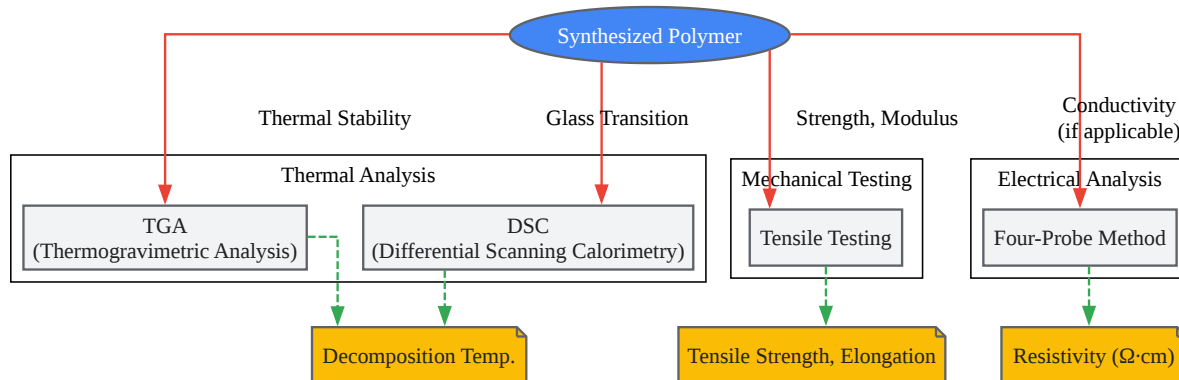 Synthesized Polymer
Thermal Stability
Glass Transition
Strength, Modulus
Conductivity
(if applicable)
Thermal Analysis
Mechanical Testing
Electrical Analysis
TGA
(Thermogravimetric Analysis)
DSC
(Differential Scanning Calorimetry)
Tensile Testing
Four-Probe Method
Decomposition Temp.
Tensile Strength, Elongation
Resistivity (Ω·cm)